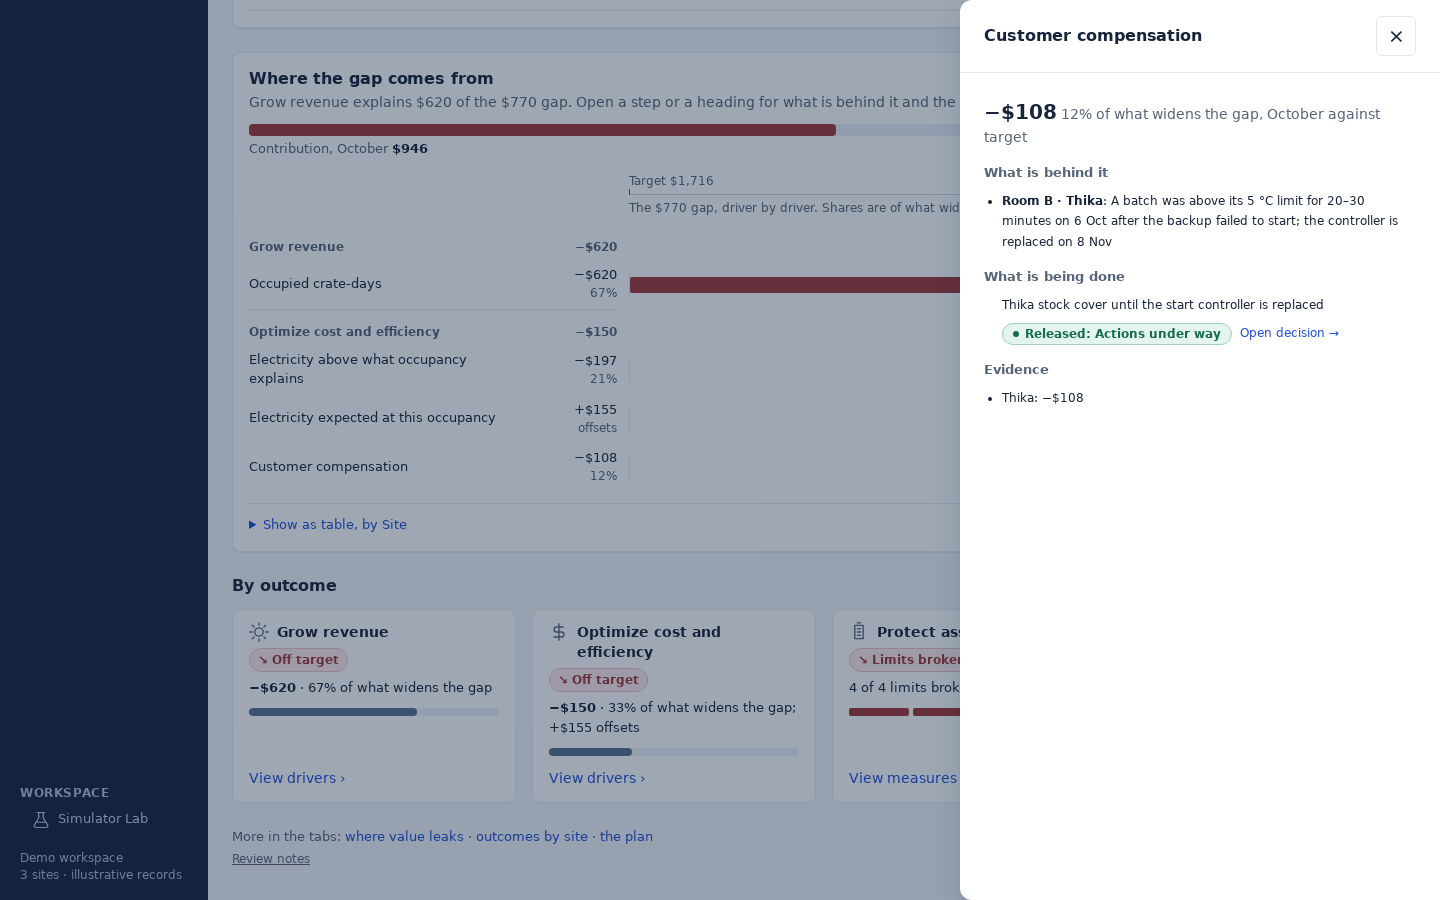 WORKSPACE
Simulator Lab
Demo workspace
3 sites · illustrative records
Where the gap comes from
Grow revenue explains $620 of the $770 gap. Open a step or a heading for what is behind it and the
Contribution, October $946
Target $1,716
The $770 gap, driver by driver. Shares are of what wid
Grow revenue −$620
Occupied crate-days −$620
67%
Optimize cost and efficiency −$150
Electricity above what occupancy explains −$197
21%
Electricity expected at this occupancy +$155
offsets
Customer compensation −$108
12%
Show as table, by Site
By outcome
Grow revenue
↘ Off target
−$620 · 67% of what widens the gap
View drivers ›
Optimize cost and
efficiency
↘ Off target
−$150 · 33% of what widens the gap;
+$155 offsets
View drivers ›
Protect ass
↘ Limits broken
4 of 4 limits brok
View measures
More in the tabs: where value leaks · outcomes by site · the plan
Review notes
Customer compensation
−$108 12% of what widens the gap, October against
target
What is behind it
• Room B · Thika: A batch was above its 5 °C limit for 20–30
minutes on 6 Oct after the backup failed to start; the controller is
replaced on 8 Nov
What is being done
Thika stock cover until the start controller is replaced
Released: Actions under way Open decision →
Evidence
• Thika: −$108